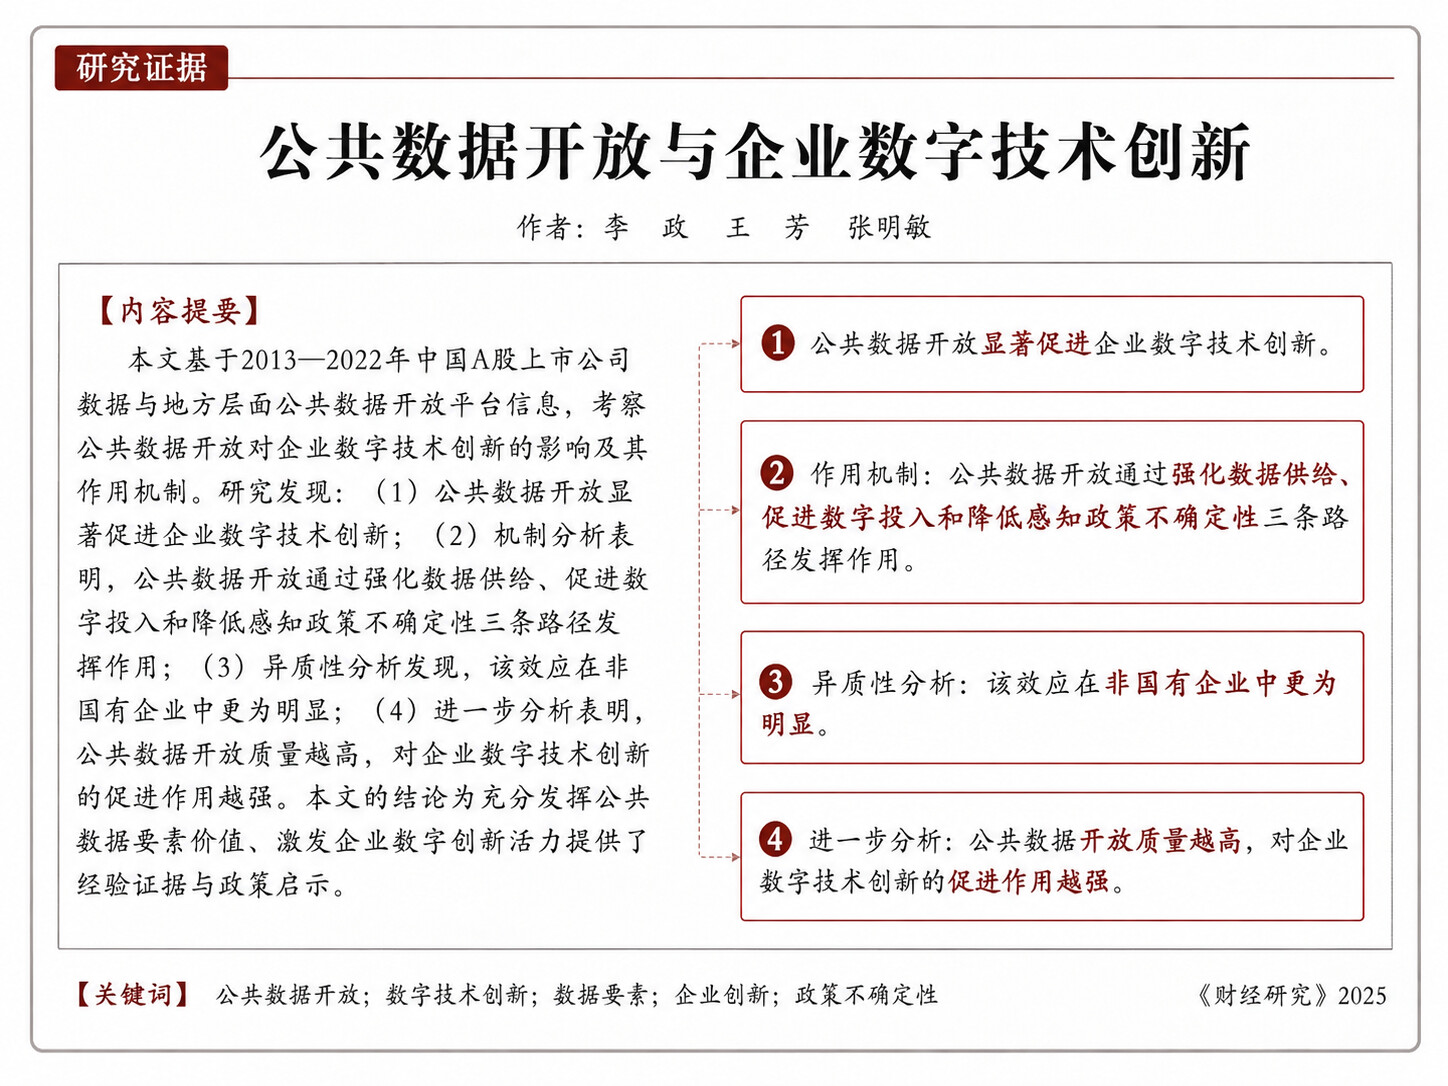 研究证据
公共数据开放与企业数字技术创新
作者：李 政 王 芳 张明敏
【内容提要】
本文基于2013—2022年中国A股上市公司
数据与地方层面公共数据开放平台信息，考察
公共数据开放对企业数字技术创新的影响及其
作用机制。研究发现：（1）公共数据开放显
著促进企业数字技术创新；（2）机制分析表
明，公共数据开放通过强化数据供给、促进数
字投入和降低感知政策不确定性三条路径发
挥作用；（3）异质性分析发现，该效应在非
国有企业中更为明显；（4）进一步分析表明，
公共数据开放质量越高，对企业数字技术创新
的促进作用越强。本文的结论为充分发挥公共
数据要素价值、激发企业数字创新活力提供了
经验证据与政策启示。
1 公共数据开放显著促进企业数字技术创新。
2 作用机制：公共数据开放通过强化数据供给、
促进数字投入和降低感知政策不确定性三条路
径发挥作用。
3 异质性分析：该效应在非国有企业中更为
明显。
4 进一步分析：公共数据开放质量越高，对企业
数字技术创新的促进作用越强。
【关键词】 公共数据开放；数字技术创新；数据要素；企业创新；政策不确定性
《财经研究》2025